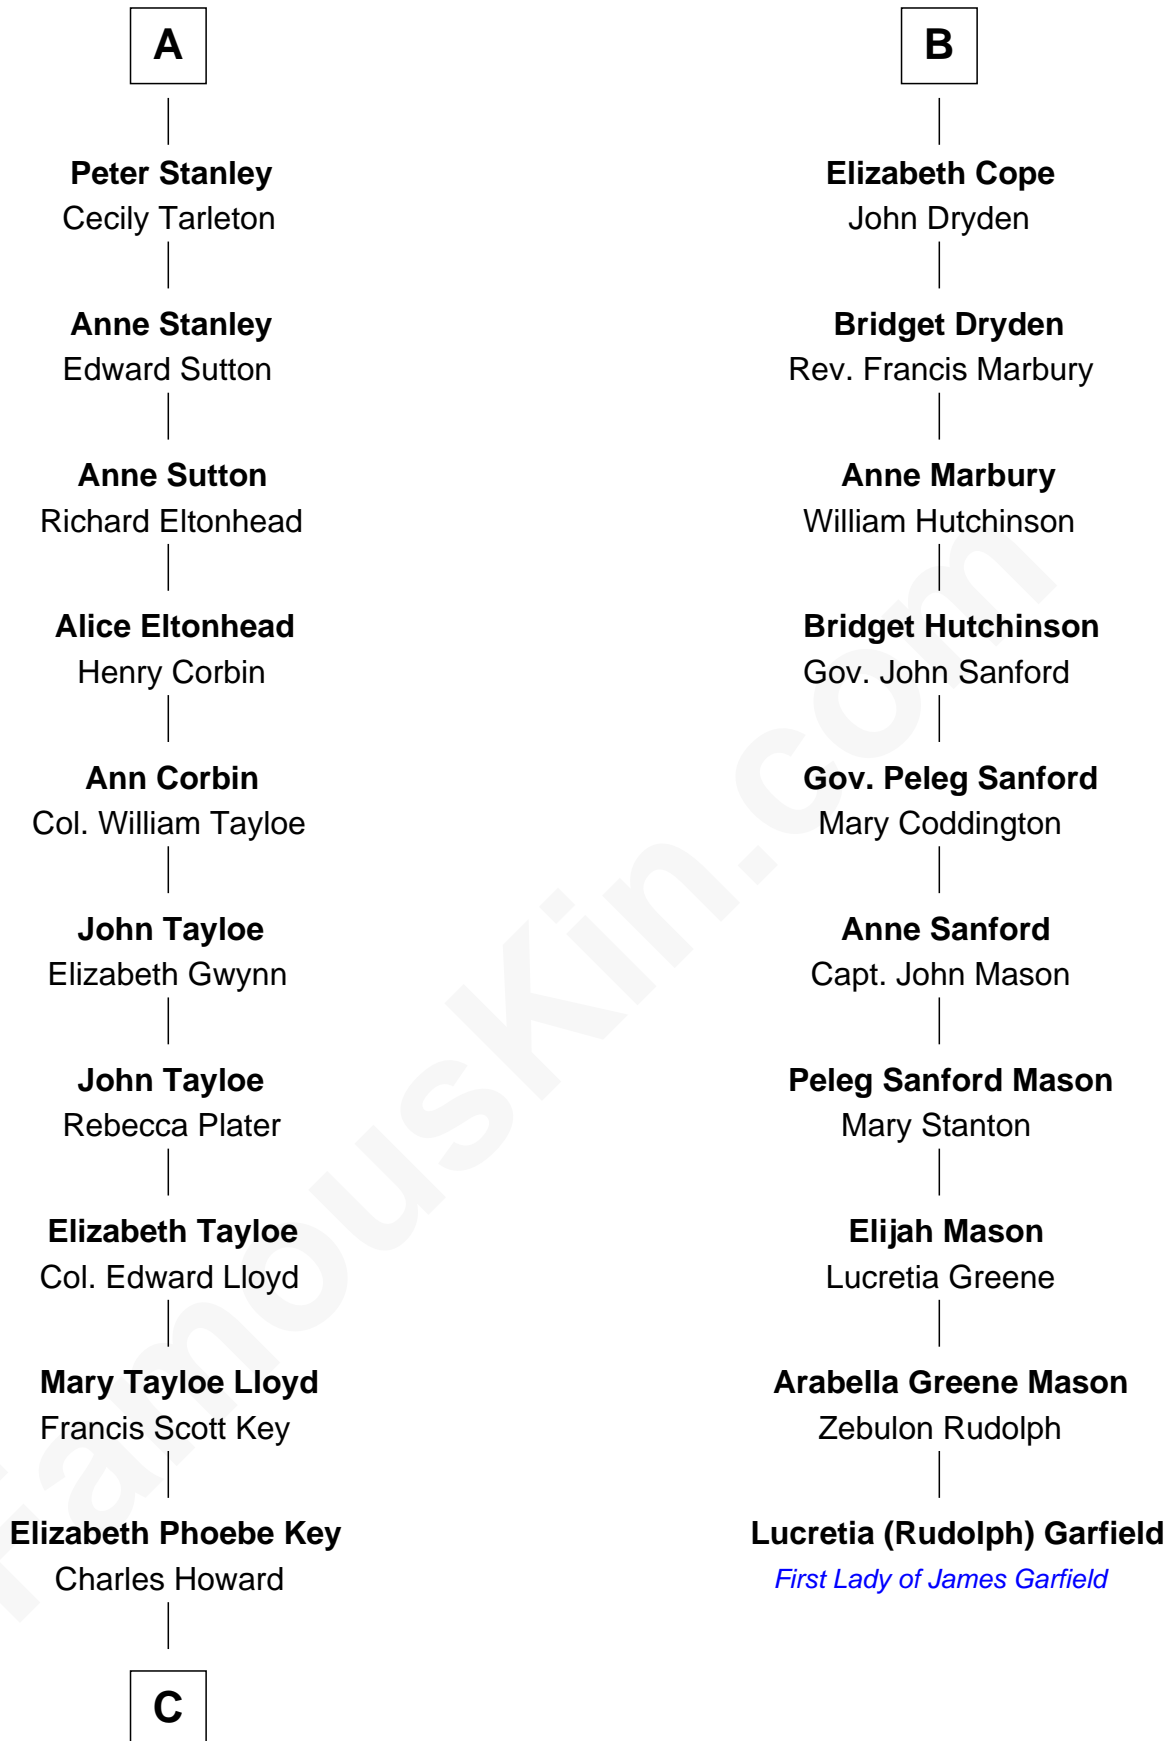 A
Peter Stanley
Cecily Tarleton
Anne Stanley
Edward Sutton
Anne Sutton
Richard Eltonhead
Alice Eltonhead
Henry Corbin
Ann Corbin
Col. William Tayloe
John Tayloe
Elizabeth Gwynn
John Tayloe
Rebecca Plater
Elizabeth Tayloe
Col. Edward Lloyd
Mary Tayloe Lloyd
Francis Scott Key
Elizabeth Phoebe Key
Charles Howard
C
B
Elizabeth Cope
John Dryden
Bridget Dryden
Rev. Francis Marbury
Anne Marbury
William Hutchinson
Bridget Hutchinson
Gov. John Sanford
Gov. Peleg Sanford
Mary Coddington
Anne Sanford
Capt. John Mason
Peleg Sanford Mason
Mary Stanton
Elijah Mason
Lucretia Greene
Arabella Greene Mason
Zebulon Rudolph
Lucretia (Rudolph) Garfield
First Lady of James Garfield
FamousKin.com